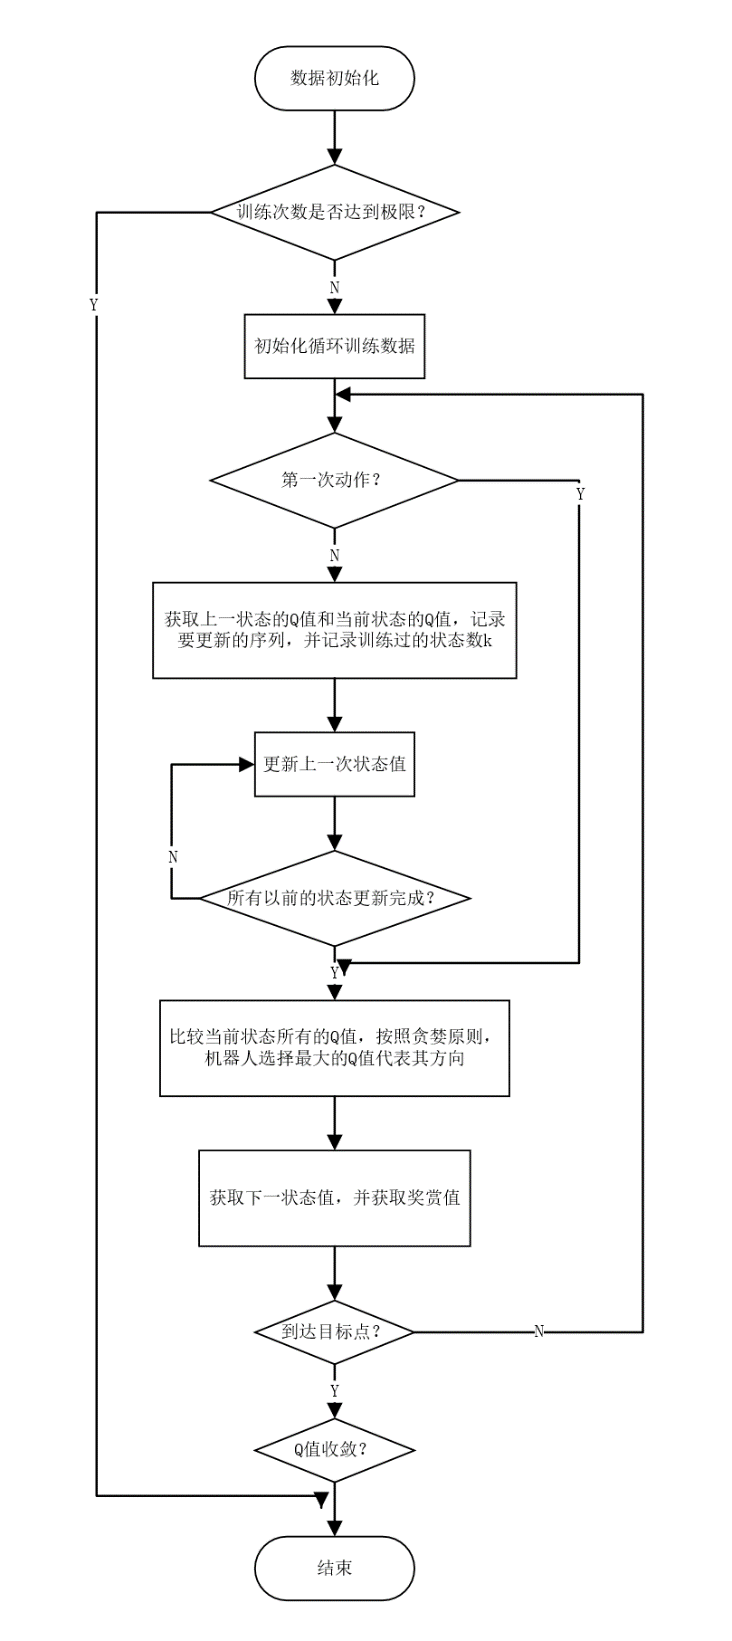 数据初始化
训练次数是否达到极限?
Y
N
初始化循环训练数据
第一次动作?
Y
N
获取上一状态的Q值和当前状态的Q值，记录
要更新的序列，并记录训练过的状态数k
更新上一次状态值
N
所有以前的状态更新完成?
Y
比较当前状态所有的Q值，按照贪婪原则，
机器人选择最大的Q值代表其方向
获取下一状态值，并获取奖赏值
到达目标点?
N
Y
Q值收敛?
结束